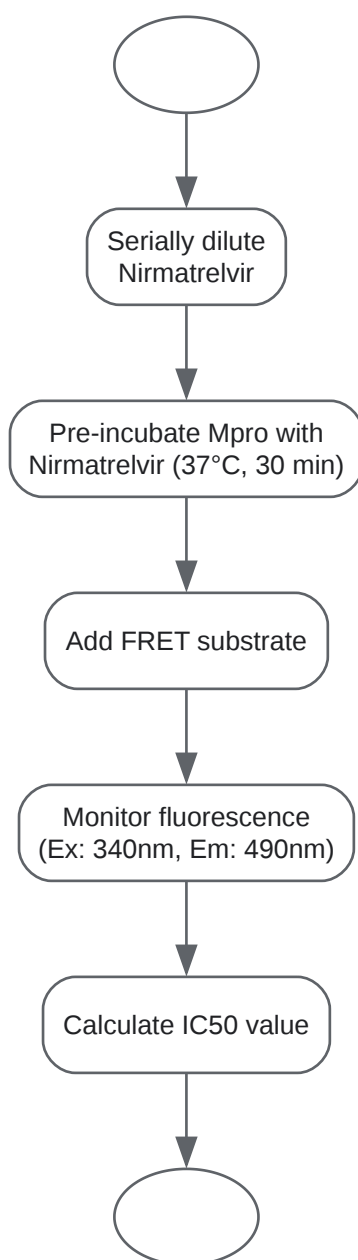 Serially dilute
Nirmatrelvir
Pre-incubate Mpro with
Nirmatrelvir (37°C, 30 min)
Add FRET substrate
Monitor fluorescence
(Ex: 340nm, Em: 490nm)
Calculate IC50 value